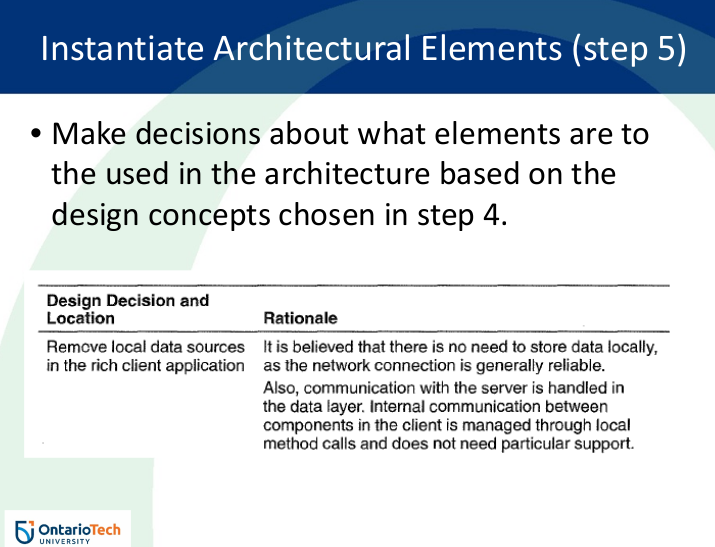 Instantiate Architectural Elements (step 5)
• Make decisions about what elements are to
the used in the architecture based on the
design concepts chosen in step 4.
Design Decision and
Location
Rationale
Remove local data sources
in the rich client application
It is believed that there is no need to store data locally,
as the network connection is generally reliable.
Also, communication with the server is handled in
the data layer. Internal communication between
components in the client is managed through local
method calls and does not need particular support.
OntarioTech
UNIVERSITY